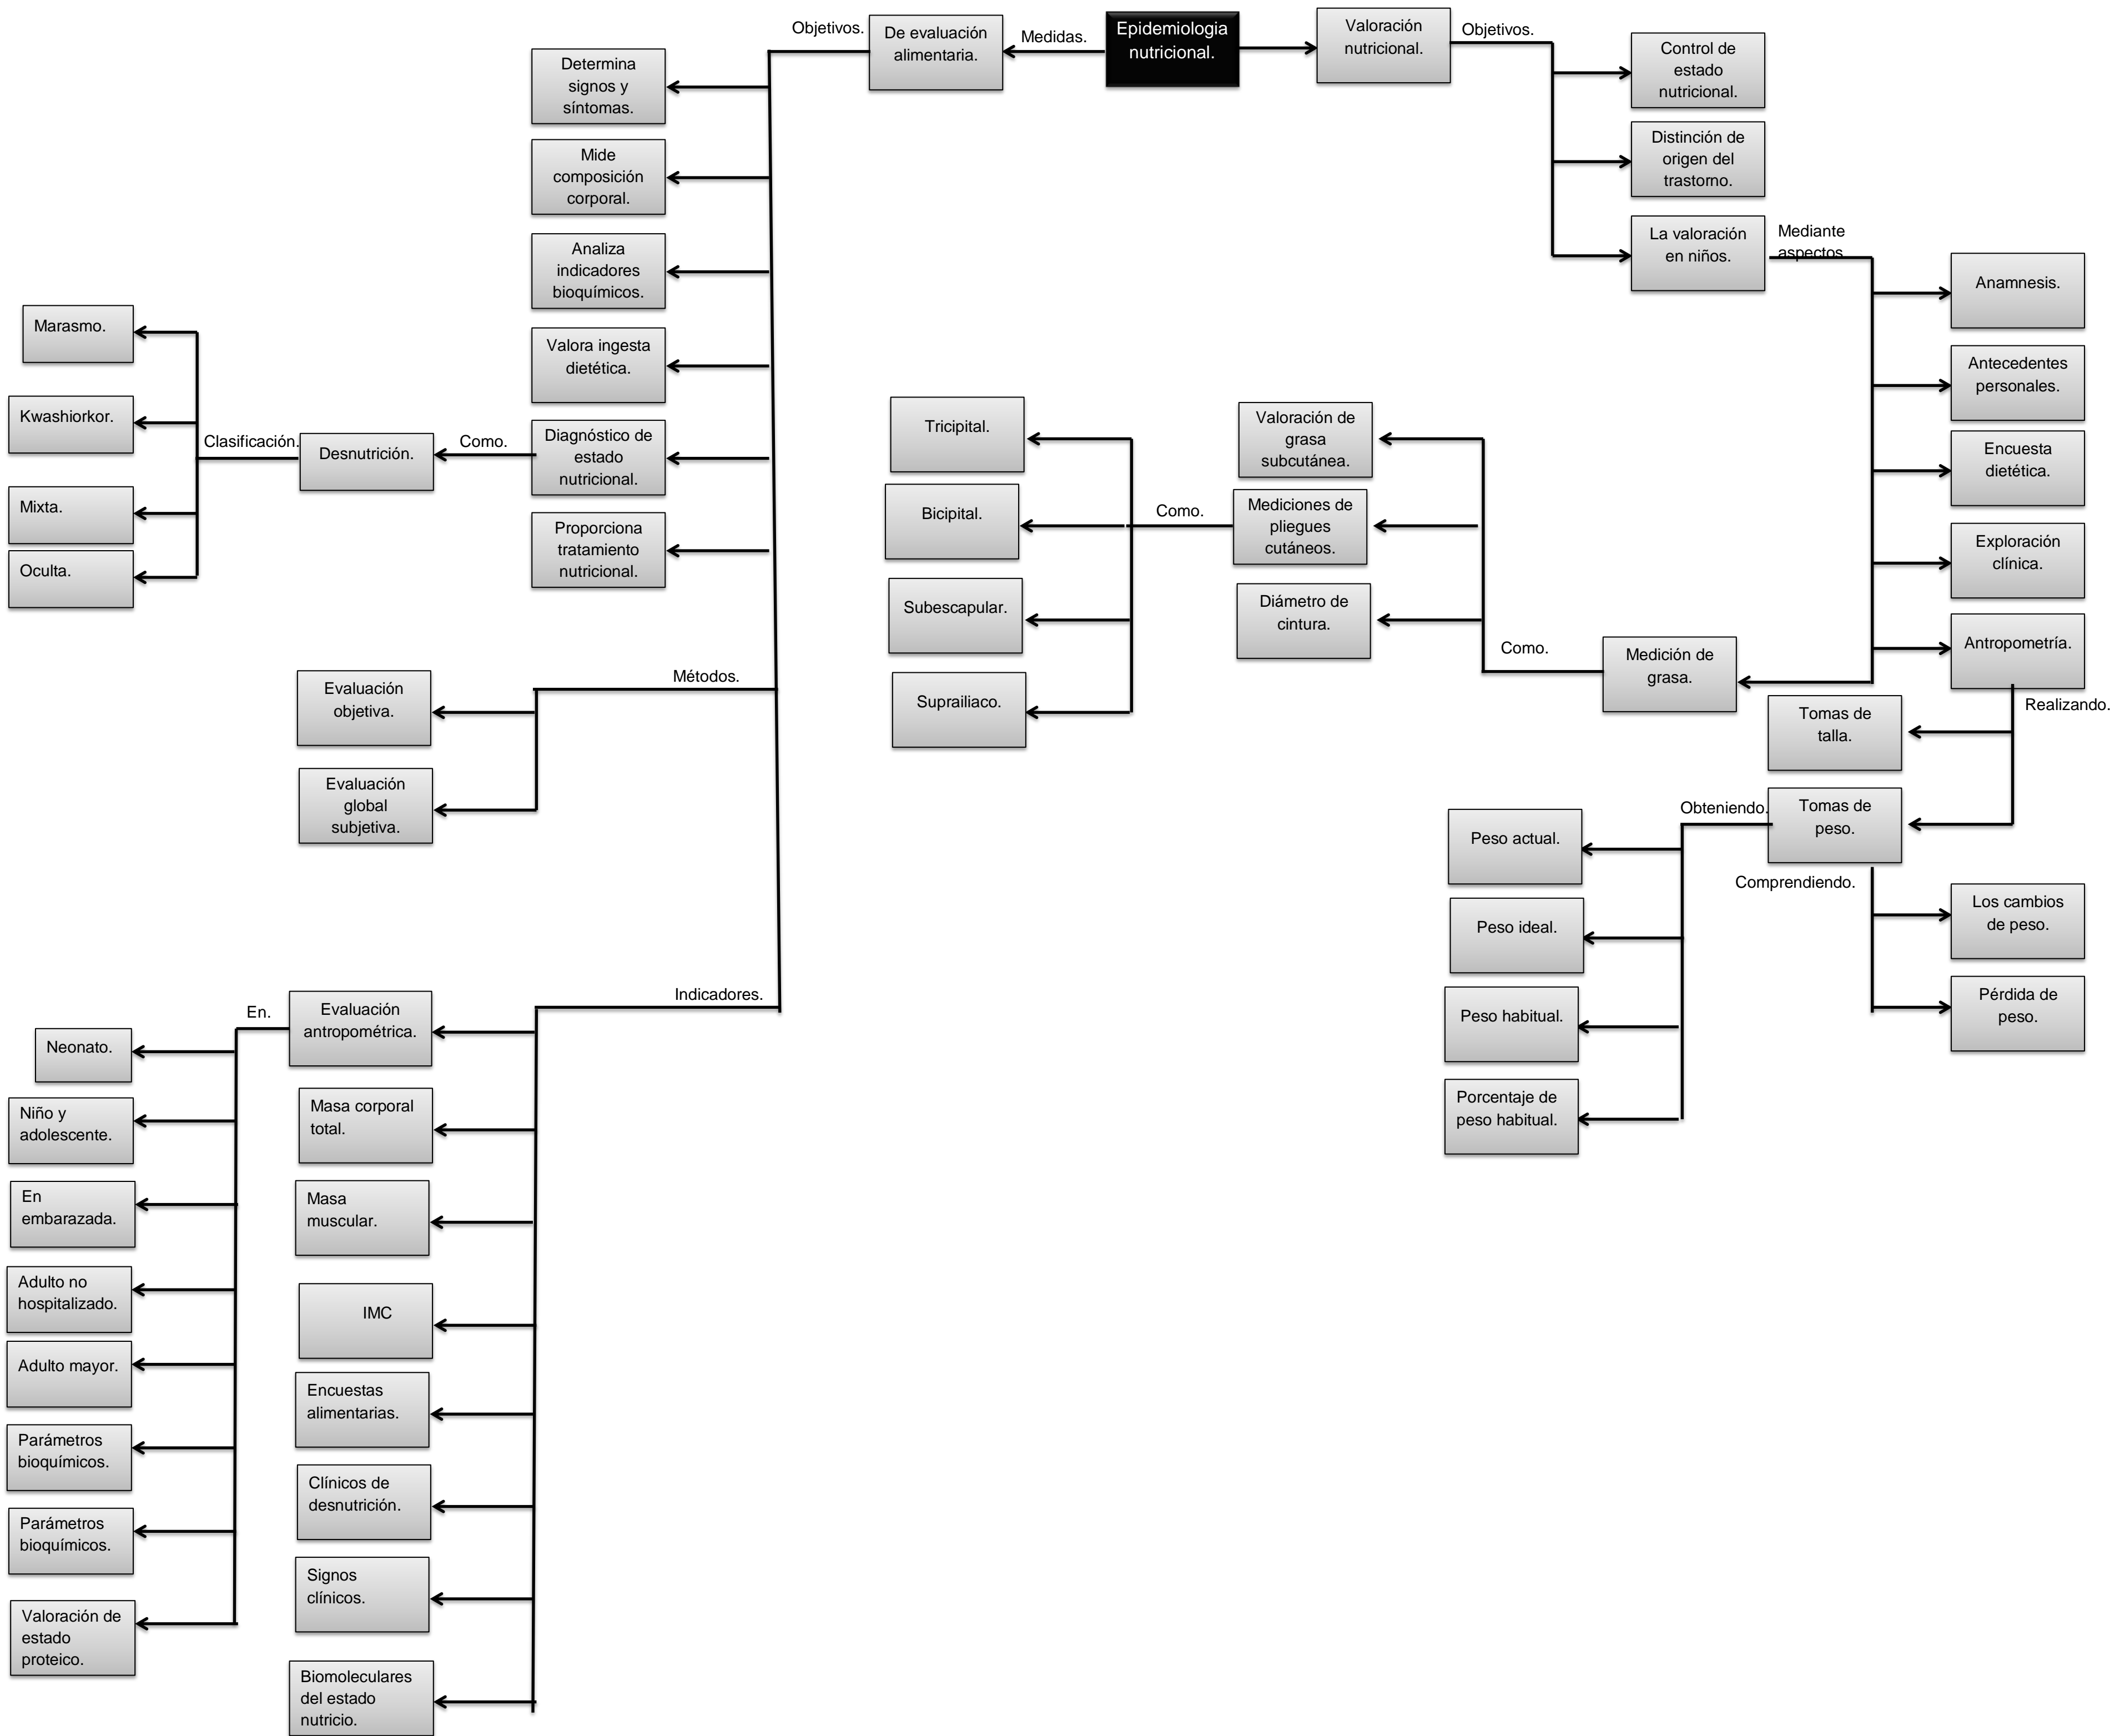 Epidemiologia
nutricional.
Medidas.
De evaluación
alimentaria.
Objetivos.
Determina
signos y
síntomas.
Mide
composición
corporal.
Analiza
indicadores
bioquímicos.
Valora ingesta
dietética.
Diagnóstico de
estado
nutricional.
Como.
Desnutrición.
Clasificación.
Marasmo.
Kwashiorkor.
Mixta.
Oculta.
Proporciona
tratamiento
nutricional.
Métodos.
Evaluación
objetiva.
Evaluación
global
subjetiva.
Indicadores.
Evaluación
antropométrica.
En.
Neonato.
Niño y
adolescente.
En
embarazada.
Adulto no
hospitalizado.
Adulto mayor.
Parámetros
bioquímicos.
Parámetros
bioquímicos.
Valoración de
estado
proteico.
Masa corporal
total.
Masa
muscular.
IMC
Encuestas
alimentarias.
Clínicos de
desnutrición.
Signos
clínicos.
Biomoleculares
del estado
nutricio.
Valoración
nutricional.
Objetivos.
Control de
estado
nutricional.
Distinción de
origen del
trastorno.
La valoración
en niños.
Mediante
aspectos
Anamnesis.
Antecedentes
personales.
Encuesta
dietética.
Exploración
clínica.
Antropometría.
Realizando.
Tomas de
talla.
Tomas de
peso.
Obteniendo.
Peso actual.
Peso ideal.
Peso habitual.
Porcentaje de
peso habitual.
Comprendiendo.
Los cambios
de peso.
Pérdida de
peso.
Medición de
grasa.
Como.
Valoración de
grasa
subcutánea.
Mediciones de
pliegues
cutáneos.
Diámetro de
cintura.
Como.
Tricipital.
Bicipital.
Subescapular.
Suprailiaco.